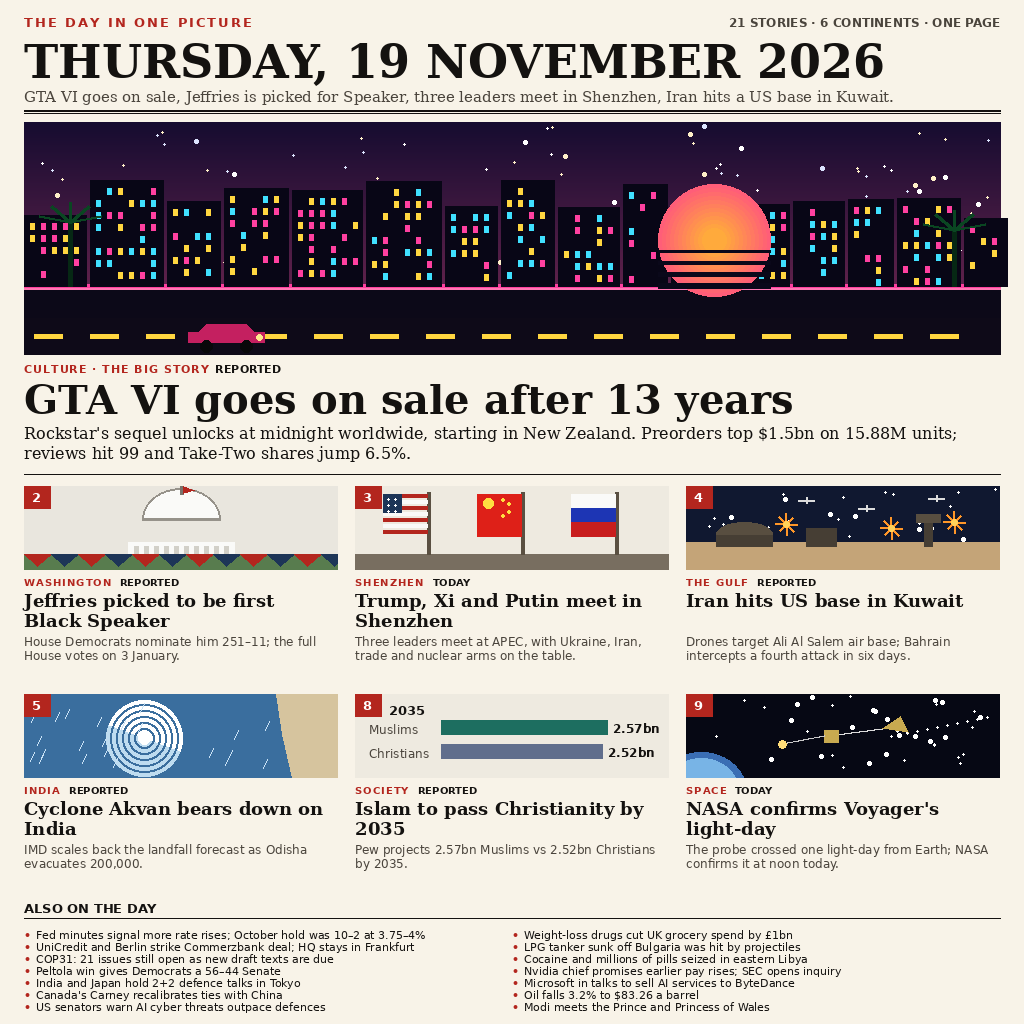 THE DAY IN ONE PICTURE
21 STORIES · 6 CONTINENTS · ONE PAGE
THURSDAY, 19 NOVEMBER 2026
GTA VI goes on sale, Jeffries is picked for Speaker, three leaders meet in Shenzhen, Iran hits a US base in Kuwait.
CULTURE · THE BIG STORY REPORTED
GTA VI goes on sale after 13 years
Rockstar's sequel unlocks at midnight worldwide, starting in New Zealand. Preorders top $1.5bn on 15.88M units;
reviews hit 99 and Take-Two shares jump 6.5%.
2
WASHINGTON REPORTED
Jeffries picked to be first
Black Speaker
House Democrats nominate him 251–11; the full
House votes on 3 January.
3
SHENZHEN TODAY
Trump, Xi and Putin meet in
Shenzhen
Three leaders meet at APEC, with Ukraine, Iran,
trade and nuclear arms on the table.
4
THE GULF REPORTED
Iran hits US base in Kuwait
Drones target Ali Al Salem air base; Bahrain
intercepts a fourth attack in six days.
5
INDIA REPORTED
Cyclone Akvan bears down on
India
IMD scales back the landfall forecast as Odisha
evacuates 200,000.
8
2035
Muslims 2.57bn
Christians 2.52bn
SOCIETY REPORTED
Islam to pass Christianity by
2035
Pew projects 2.57bn Muslims vs 2.52bn Christians
by 2035.
9
SPACE TODAY
NASA confirms Voyager's
light-day
The probe crossed one light-day from Earth; NASA
confirms it at noon today.
ALSO ON THE DAY
• Fed minutes signal more rate rises; October hold was 10–2 at 3.75–4%
• UniCredit and Berlin strike Commerzbank deal; HQ stays in Frankfurt
• COP31: 21 issues still open as new draft texts are due
• Peltola win gives Democrats a 56–44 Senate
• India and Japan hold 2+2 defence talks in Tokyo
• Canada's Carney recalibrates ties with China
• US senators warn AI cyber threats outpace defences
• Weight-loss drugs cut UK grocery spend by £1bn
• LPG tanker sunk off Bulgaria was hit by projectiles
• Cocaine and millions of pills seized in eastern Libya
• Nvidia chief promises earlier pay rises; SEC opens inquiry
• Microsoft in talks to sell AI services to ByteDance
• Oil falls 3.2% to $83.26 a barrel
• Modi meets the Prince and Princess of Wales